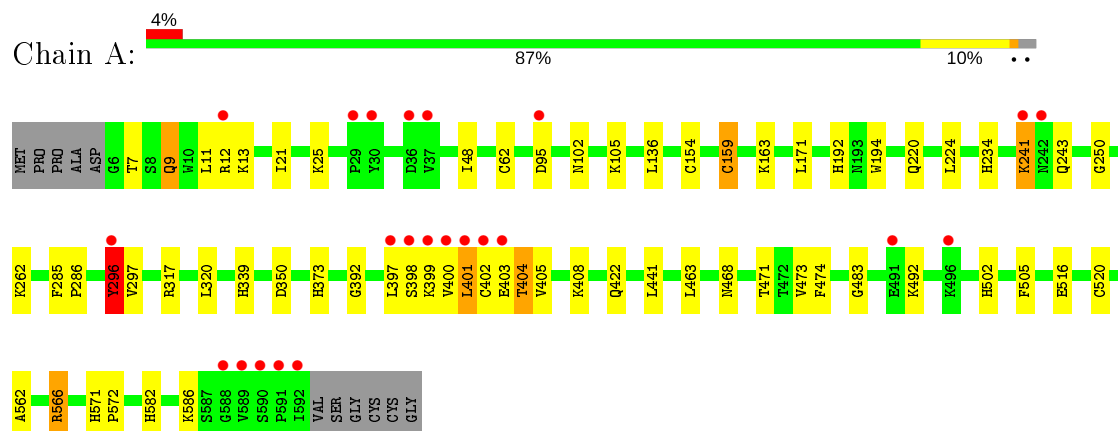 4%
Chain A:
87% 10% • •
MET PRO PRO ALA ASP G6 T7 S8 Q9 W10 L11 R12 K13 I21 K25 P29 Y30 D36 V37 I48 C62 D95 N102 K105 L136 C154 C159 K163 L171 H192 N193 W194 Q220 L224 H234 K241 N242 Q243 G250
K262 F285 P286 Y296 V297 R317 L320 H339 D350 H373 G392 L397 S398 K399 V400 L401 C402 E403 T404 V405 K408 Q422 L441 L463 N468 T471 T472 V473 F474 G483 E491 K492 K496 H502 F505 E516 C520
A562 R566 H571 P572 H582 K586 S587 G588 V589 S590 P591 I592 VAL SER GLY CYS CYS GLY